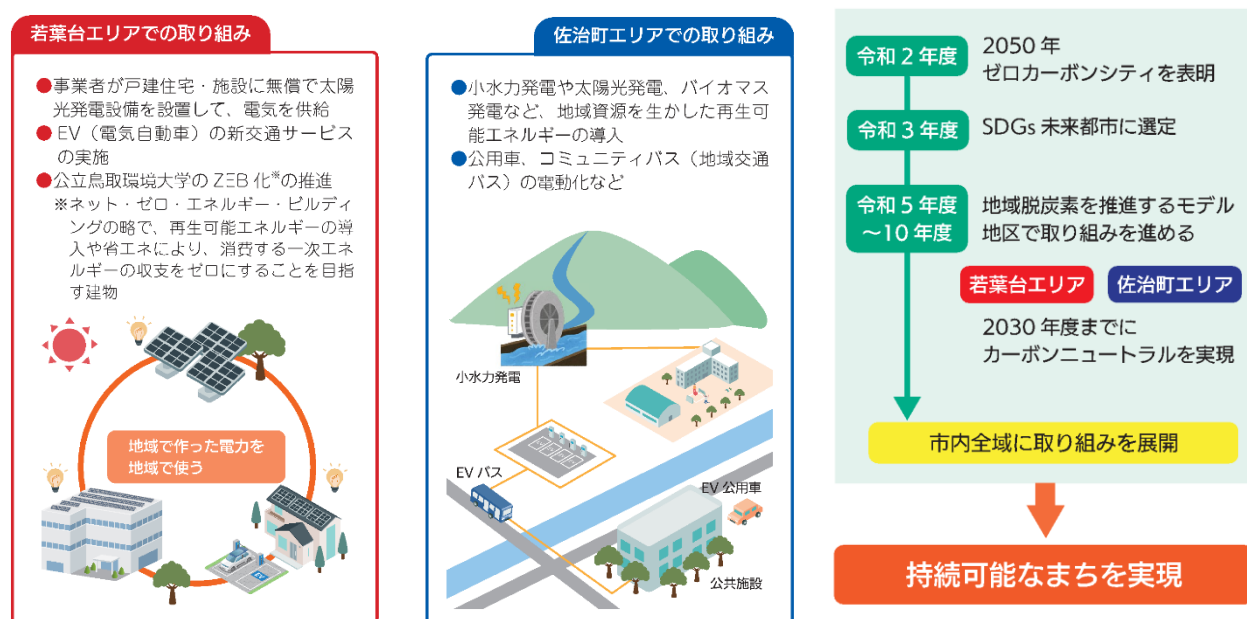 若葉台エリアでの取り組み
●事業者が戸建住宅・施設に無償で太陽
光発電設備を設置して、電気を供給
●EV（電気自動車）の新交通サービス
の実施
●公立鳥取環境大学のZEB化※の推進
※ネット・ゼロ・エネルギー・ビルディ
ングの略で、再生可能エネルギーの導
入や省エネにより、消費する一次エネ
ルギーの収支をゼロにすることを目指
す建物
地域で作った電力を
地域で使う
EV
佐治町エリアでの取り組み
●小水力発電や太陽光発電、バイオマス
発電など、地域資源を生かした再生可
能エネルギーの導入
●公用車、コミュニティバス（地域交通
バス）の電動化など
小水力発電
EVバス
EV公用車
公共施設
令和2年度
2050年
ゼロカーボンシティを表明
令和3年度
SDGs未来都市に選定
令和5年度
～10年度
地域脱炭素を推進するモデル
地区で取り組みを進める
若葉台エリア
佐治町エリア
2030年度までに
カーボンニュートラルを実現
市内全域に取り組みを展開
持続可能なまちを実現